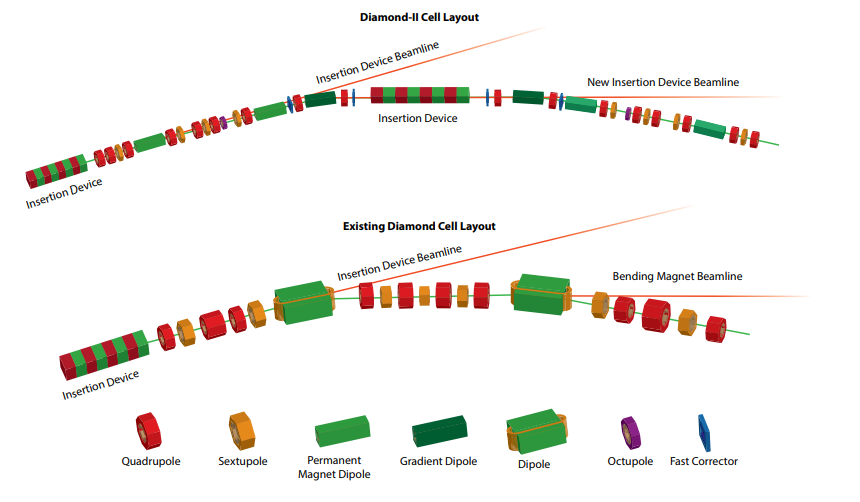 Diamond-II Cell Layout
Insertion Device Beamline
New Insertion Device Beamline
Insertion Device
Insertion Device
Existing Diamond Cell Layout
Insertion Device Beamline
Bending Magnet Beamline
Insertion Device
Quadrupole
Sextupole
Permanent
Magnet Dipole
Gradient Dipole
Dipole
Octupole
Fast Corrector